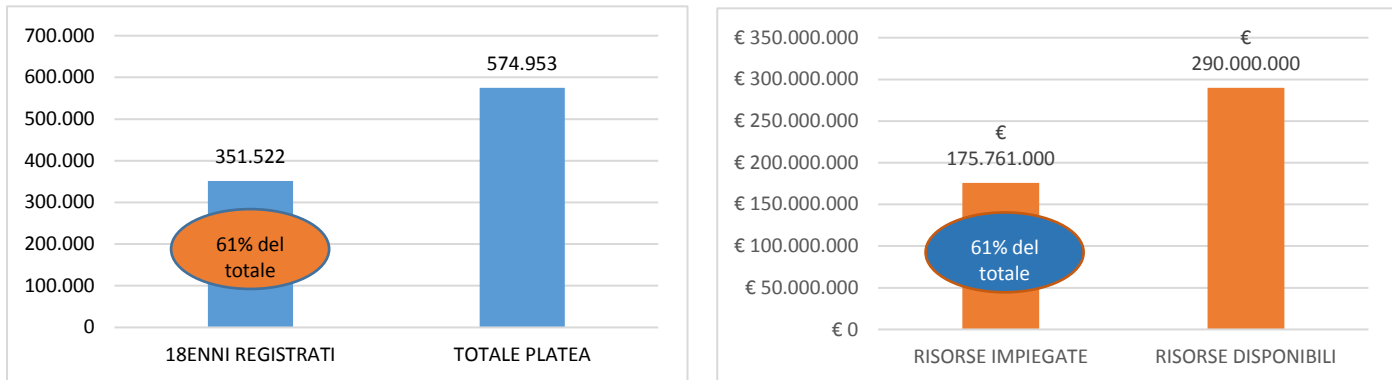 700.000
600.000
500.000
400.000
300.000
200.000
100.000
0
574.953
351.522
61% del
totale
18ENNI REGISTRATI
TOTALE PLATEA
€ 350.000.000
€ 300.000.000
€ 250.000.000
€ 200.000.000
€ 150.000.000
€ 100.000.000
€ 50.000.000
€ 0
€
290.000.000
€
175.761.000
61% del
totale
RISORSE IMPIEGATE
RISORSE DISPONIBILI